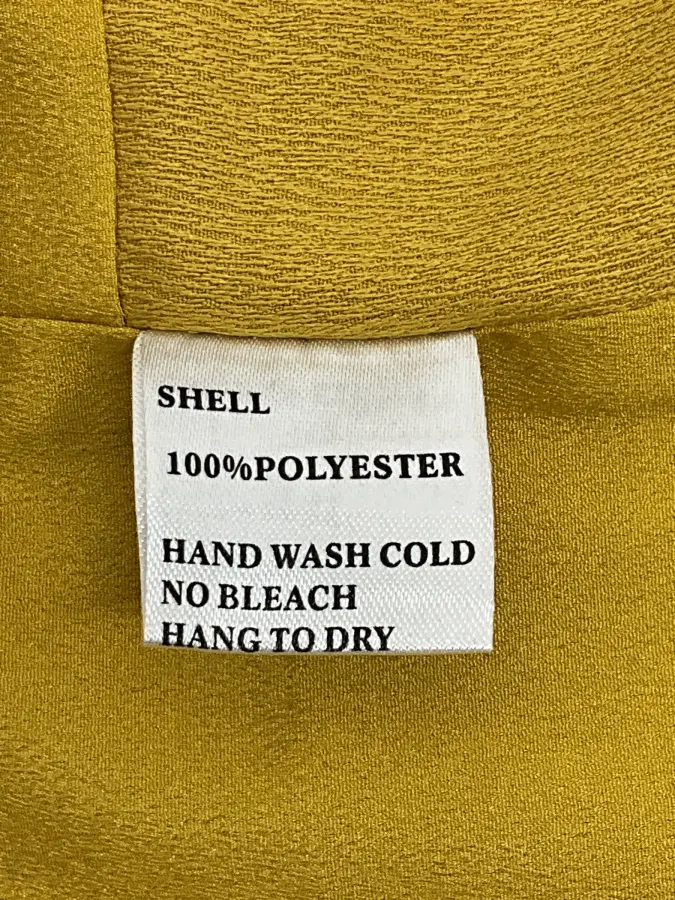 SHELL
100%POLYESTER
HAND WASH COLD
NO BLEACH
HANG TO DRY